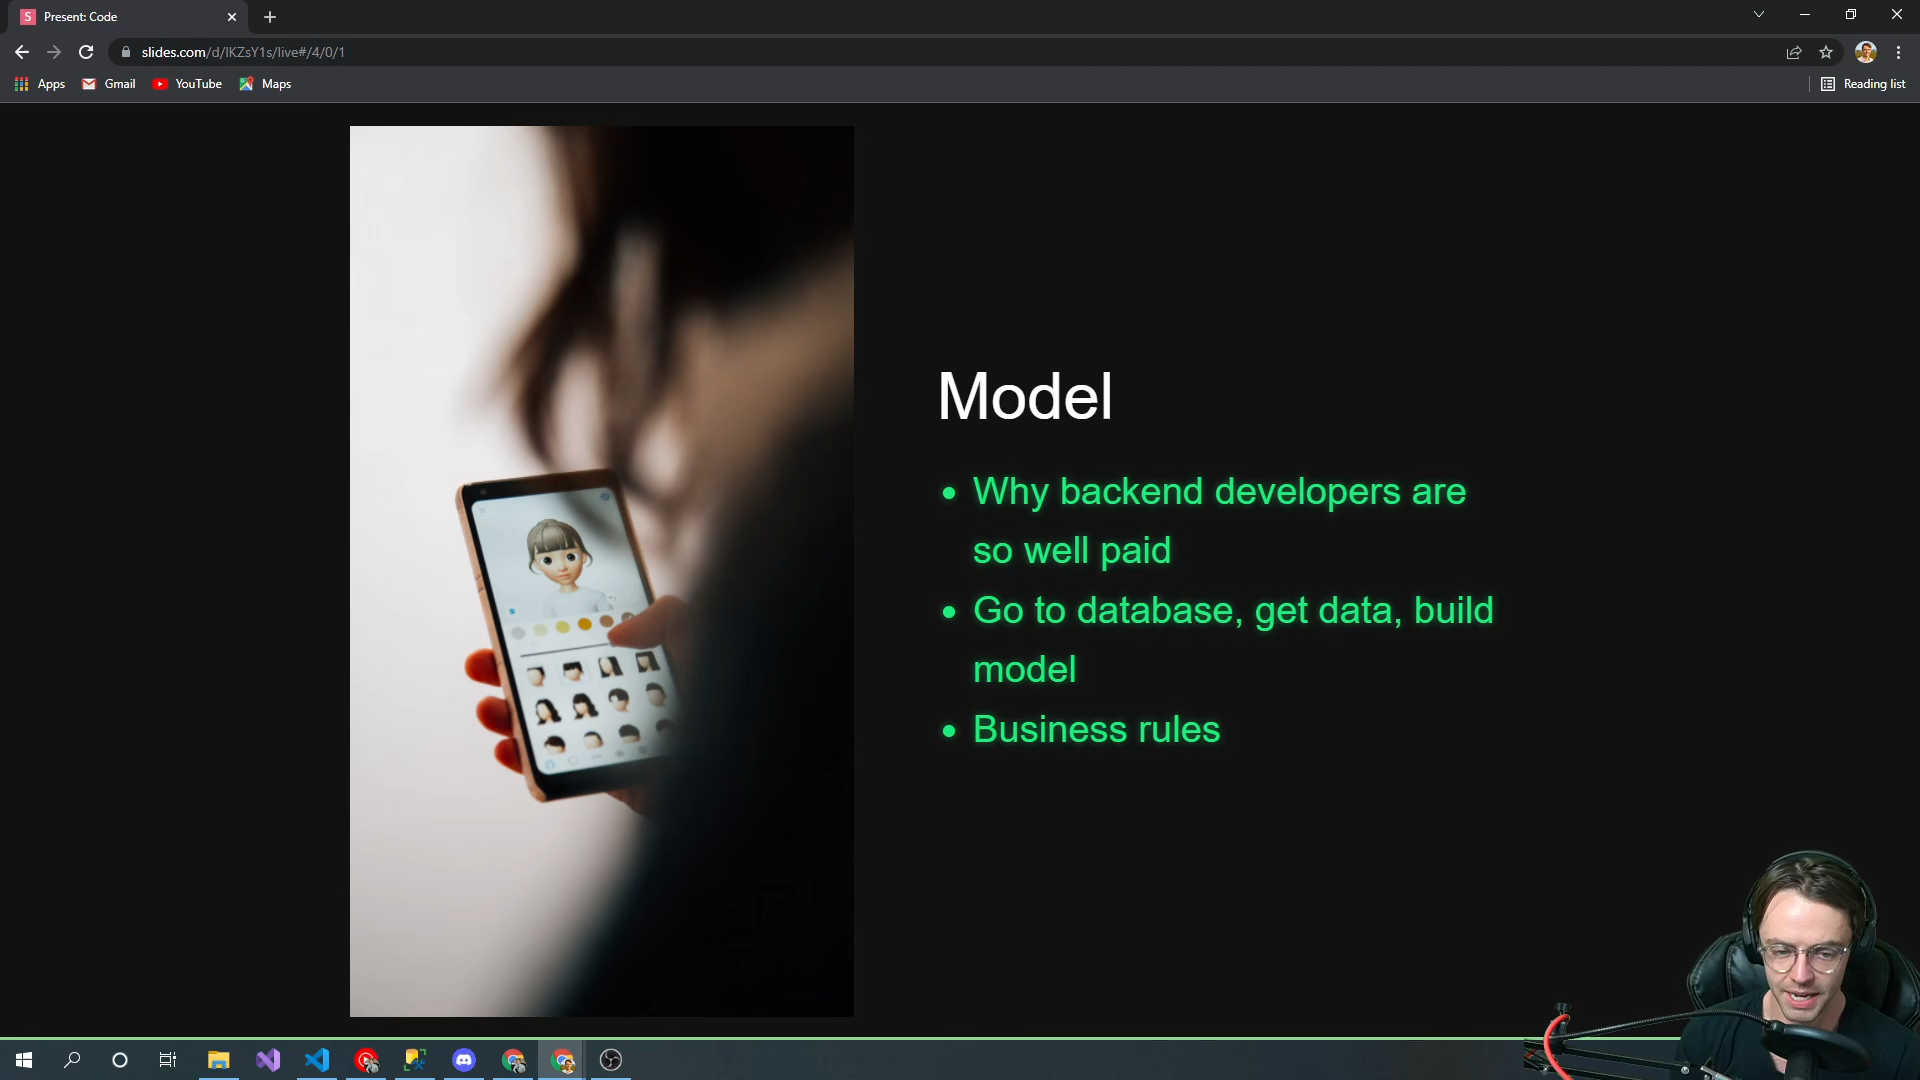 S Present: Code
slides.com/d/lKZsY1s/live#/4/0/1
Apps Gmail YouTube Maps Reading list
Model
• Why backend developers are
so well paid
• Go to database, get data, build
model
• Business rules